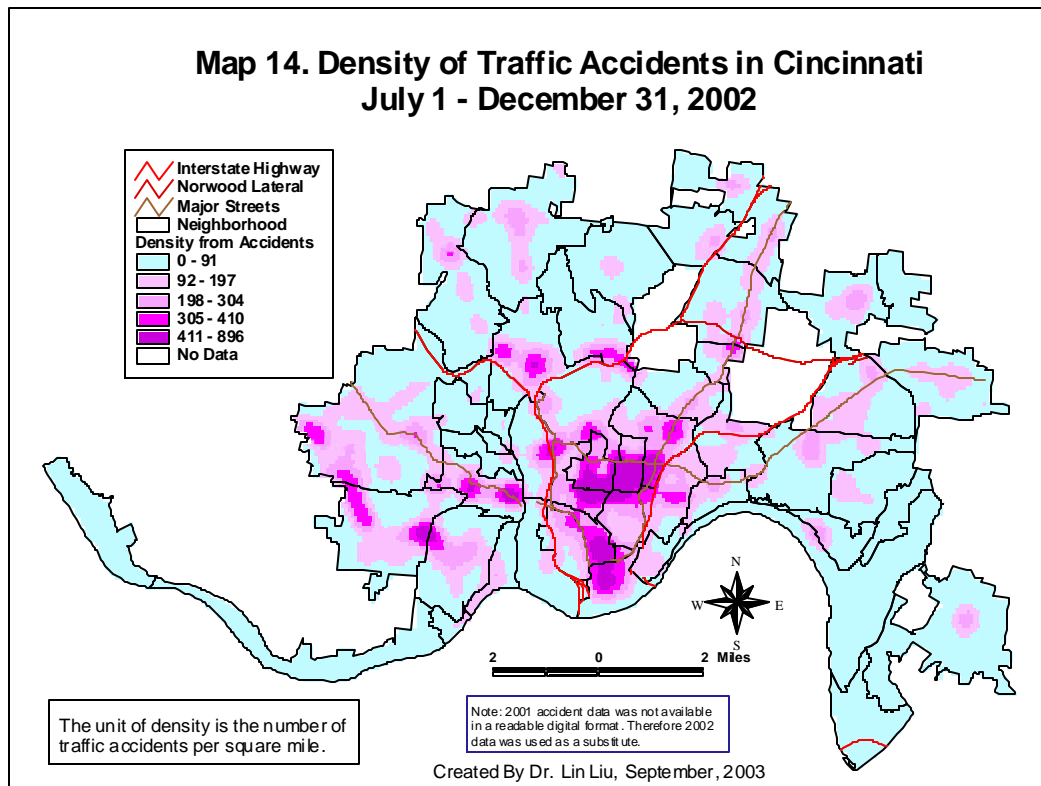 Map 14. Density of Traffic Accidents in Cincinnati
July 1 - December 31, 2002
Interstate Highway
Norwood Lateral
Major Streets
Neighborhood
Density from Accidents
0 - 91
92 - 197
198 - 304
305 - 410
411 - 896
No Data
N
W
E
S
2 0 2 Miles
The unit of density is the number of
traffic accidents per square mile.
Note: 2001 accident data was not available
in a readable digital format. Therefore 2002
data was used as a substitute.
Created By Dr. Lin Liu, September, 2003